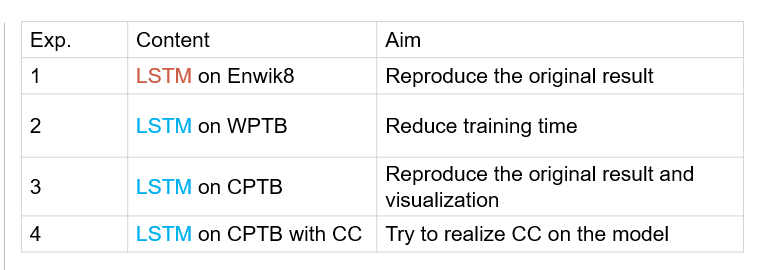 Exp. Content Aim
1 LSTM on Enwik8 Reproduce the original result
2 LSTM on WPTB Reduce training time
3 LSTM on CPTB Reproduce the original result and
visualization
4 LSTM on CPTB with CC Try to realize CC on the model